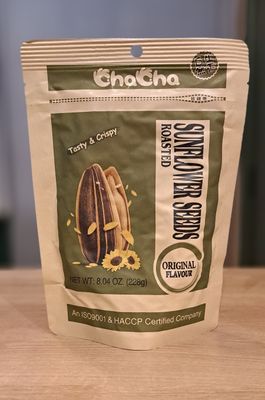 ChaCha
Tasty & Crispy
SUNFLOWER SEEDS
ROASTED
ORIGINAL
FLAVOUR
NET WT: 8.04 OZ. (228g)
An ISO9001 & HACCP Certified Company